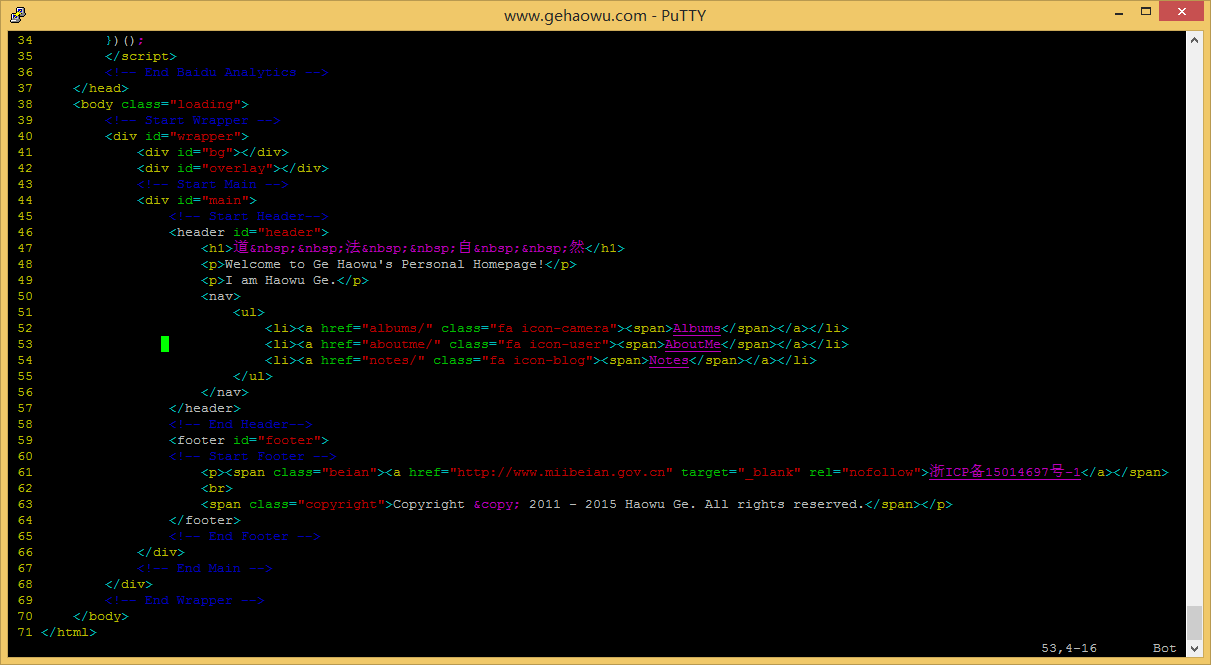 www.gehaowu.com - PuTTY
34         })();
35         </script>
36         <!-- End Baidu Analytics -->
37     </head>
38     <body class="loading">
39         <!-- Start Wrapper -->
40         <div id="wrapper">
41             <div id="bg"></div>
42             <div id="overlay"></div>
43             <!-- Start Main -->
44             <div id="main">
45                 <!-- Start Header-->
46                 <header id="header">
47                     <h1>道&nbsp;&nbsp;法&nbsp;&nbsp;自&nbsp;&nbsp;然</h1>
48                     <p>Welcome to Ge Haowu's Personal Homepage!</p>
49                     <p>I am Haowu Ge.</p>
50                     <nav>
51                         <ul>
52                             <li><a href="albums/" class="fa icon-camera"><span>Albums</span></a></li>
53                             <li><a href="aboutme/" class="fa icon-user"><span>AboutMe</span></a></li>
54                             <li><a href="notes/" class="fa icon-blog"><span>Notes</span></a></li>
55                         </ul>
56                     </nav>
57                 </header>
58                 <!-- End Header-->
59                 <footer id="footer">
60                 <!-- Start Footer -->
61                     <p><span class="beian"><a href="http://www.miibeian.gov.cn" target="_blank" rel="nofollow">浙ICP备15014697号-1</a></span>
62                     <br>
63                     <span class="copyright">Copyright &copy; 2011 - 2015 Haowu Ge. All rights reserved.</span></p>
64                 </footer>
65                 <!-- End Footer -->
66             </div>
67             <!-- End Main -->
68         </div>
69         <!-- End Wrapper -->
70     </body>
71 </html>
53,4-16 Bot